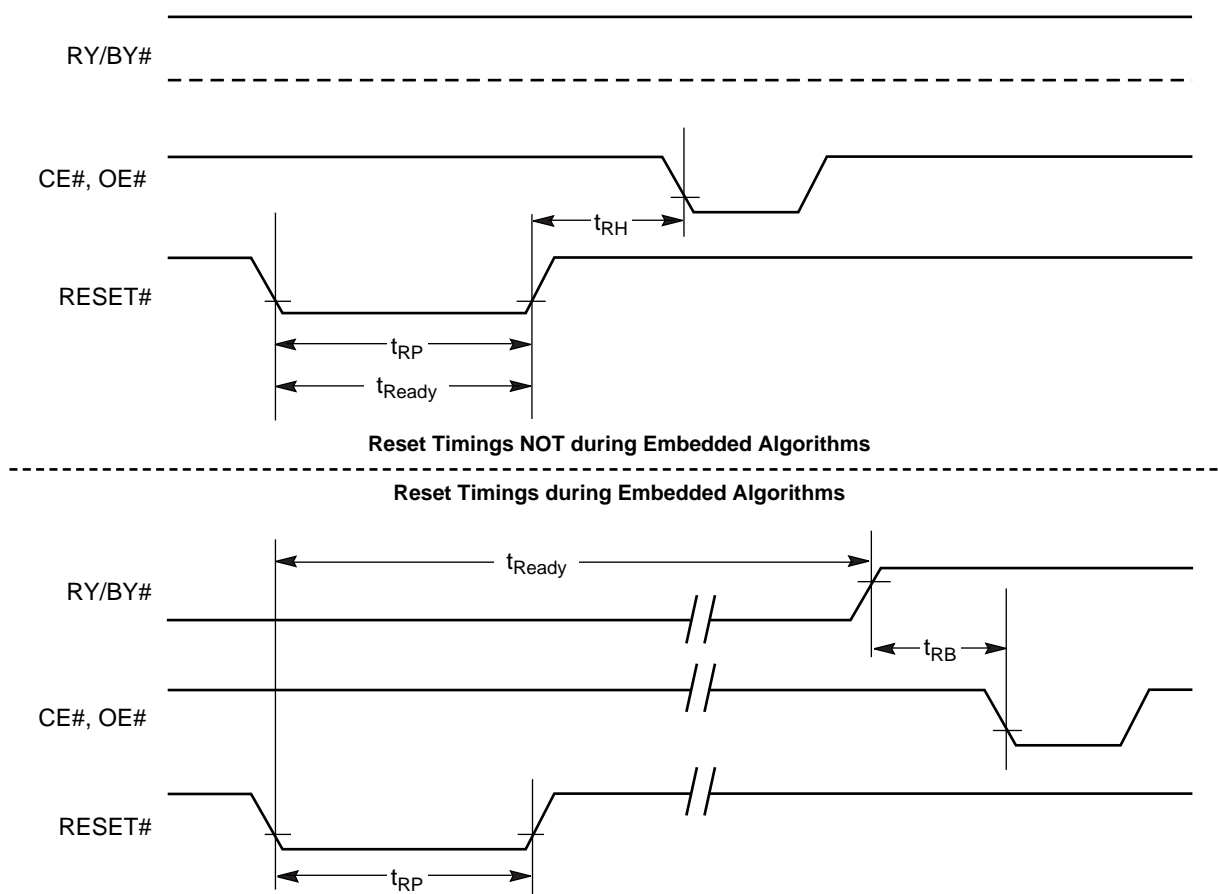 RY/BY#
CE#, OE#
tRH
RESET#
tRP
tReady
Reset Timings NOT during Embedded Algorithms
Reset Timings during Embedded Algorithms
tReady
RY/BY#
tRB
CE#, OE#
RESET#
tRP